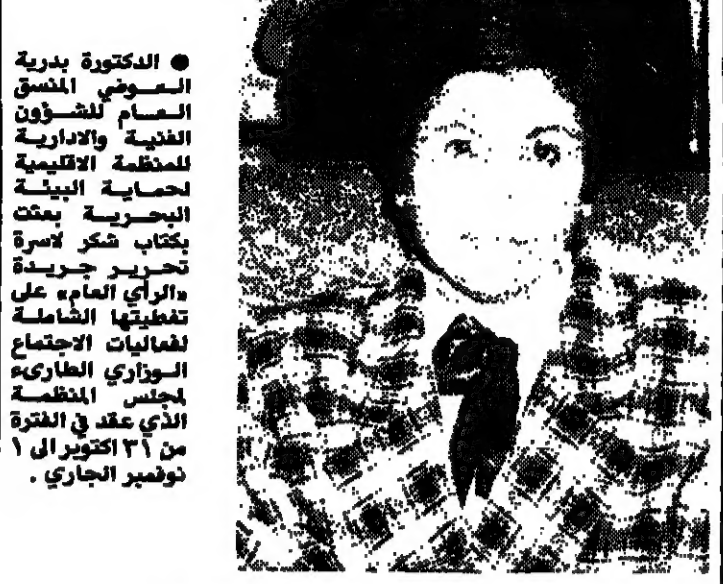 ● الدكتورة بدرية
العوضي المنسق
العام للشؤون
الفنية والادارية
للمنظمة الاقليمية
لحماية البيئة
البحرية بعثت
بكتاب شكر لاسرة
تحرير جريدة
«الرأي العام» على
تغطيتها الشاملة
لفعاليات الاجتماع
الوزاري الطارىء
لمجلس المنظمة
الذي عقد في الفترة
من ٣١ اكتوبر الى ١
نوفمبر الجاري .